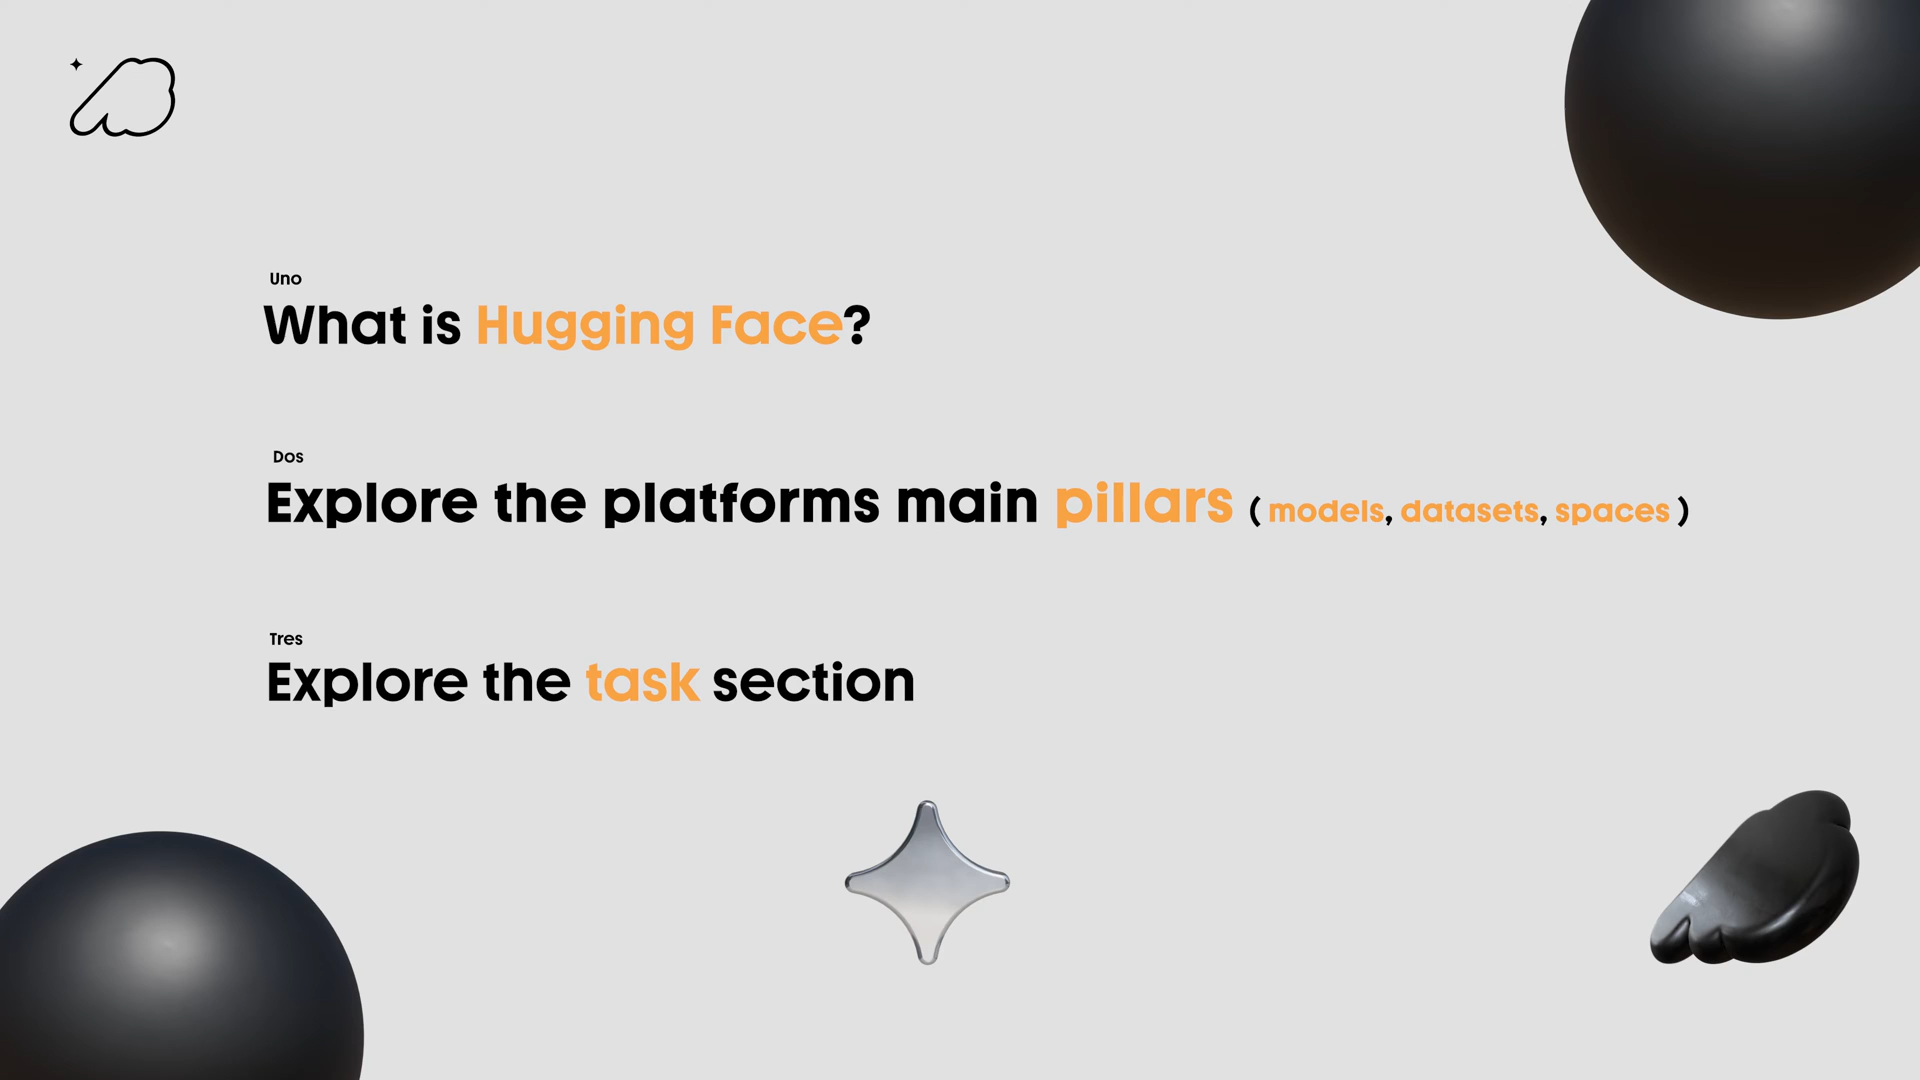 Uno
What is Hugging Face?
Dos
Explore the platforms main pillars ( models, datasets, spaces )
Tres
Explore the task section